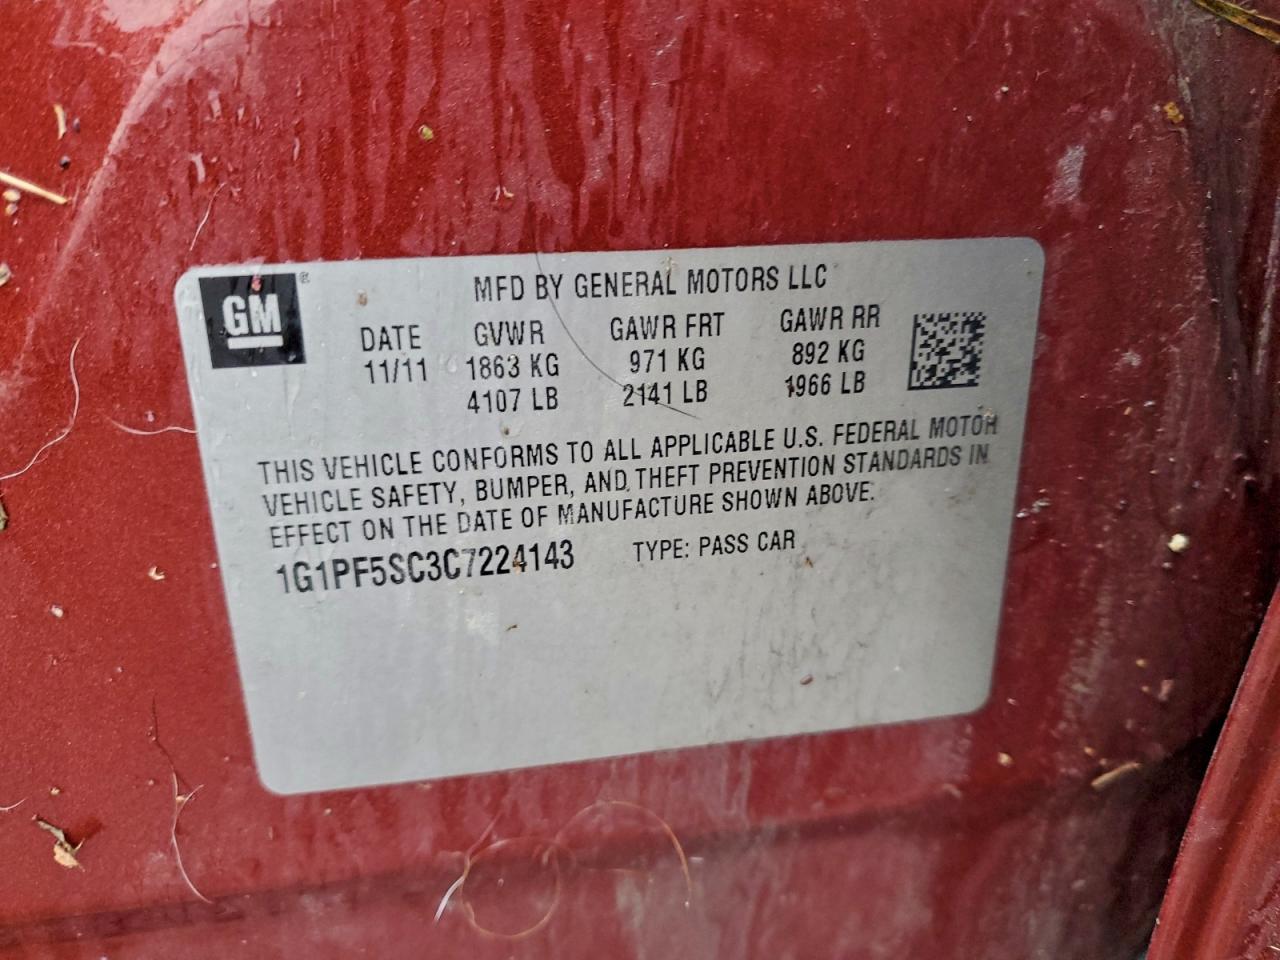 GM ®
MFD BY GENERAL MOTORS LLC
DATE GVWR GAWR FRT GAWR RR
11/11 1863 KG 971 KG 892 KG
4107 LB 2141 LB 1966 LB
THIS VEHICLE CONFORMS TO ALL APPLICABLE U.S. FEDERAL MOTOR
VEHICLE SAFETY, BUMPER, AND THEFT PREVENTION STANDARDS IN
EFFECT ON THE DATE OF MANUFACTURE SHOWN ABOVE.
1G1PF5SC3C7224143 TYPE: PASS CAR